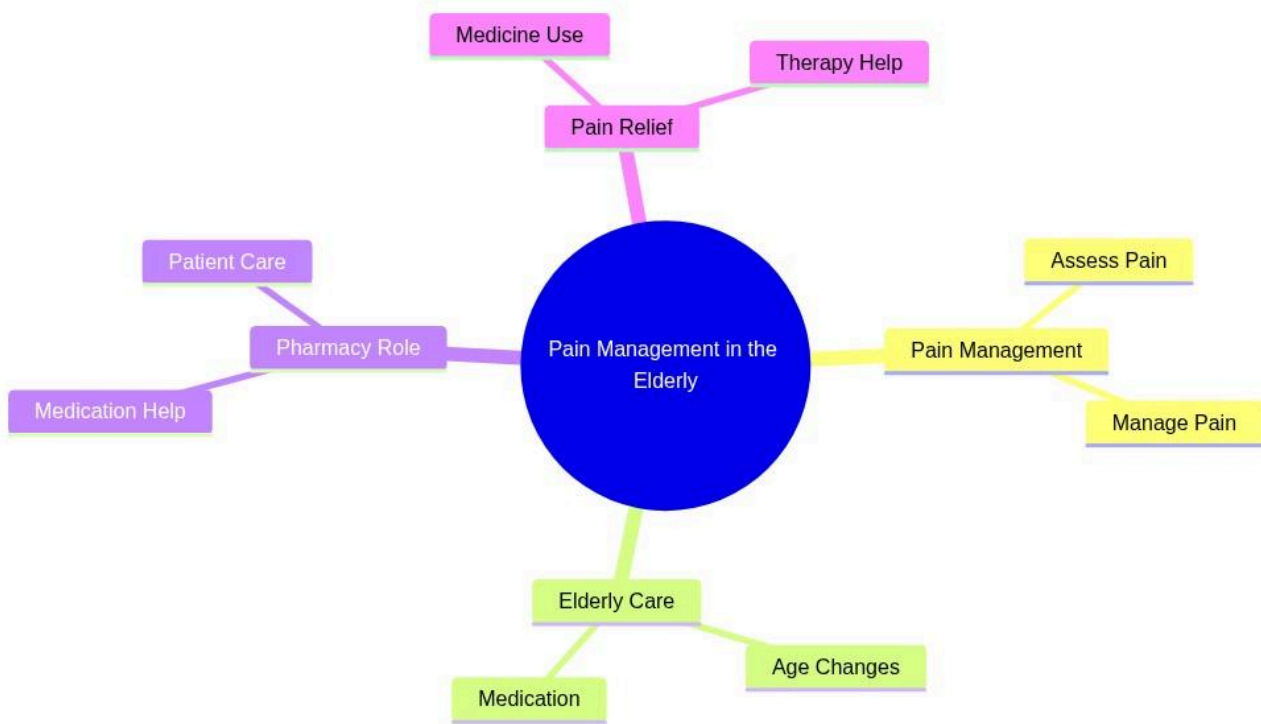 Medicine Use
Therapy Help
Pain Relief
Patient Care
Assess Pain
Pharmacy Role
Pain Management in the
Elderly
Pain Management
Medication Help
Manage Pain
Elderly Care
Age Changes
Medication